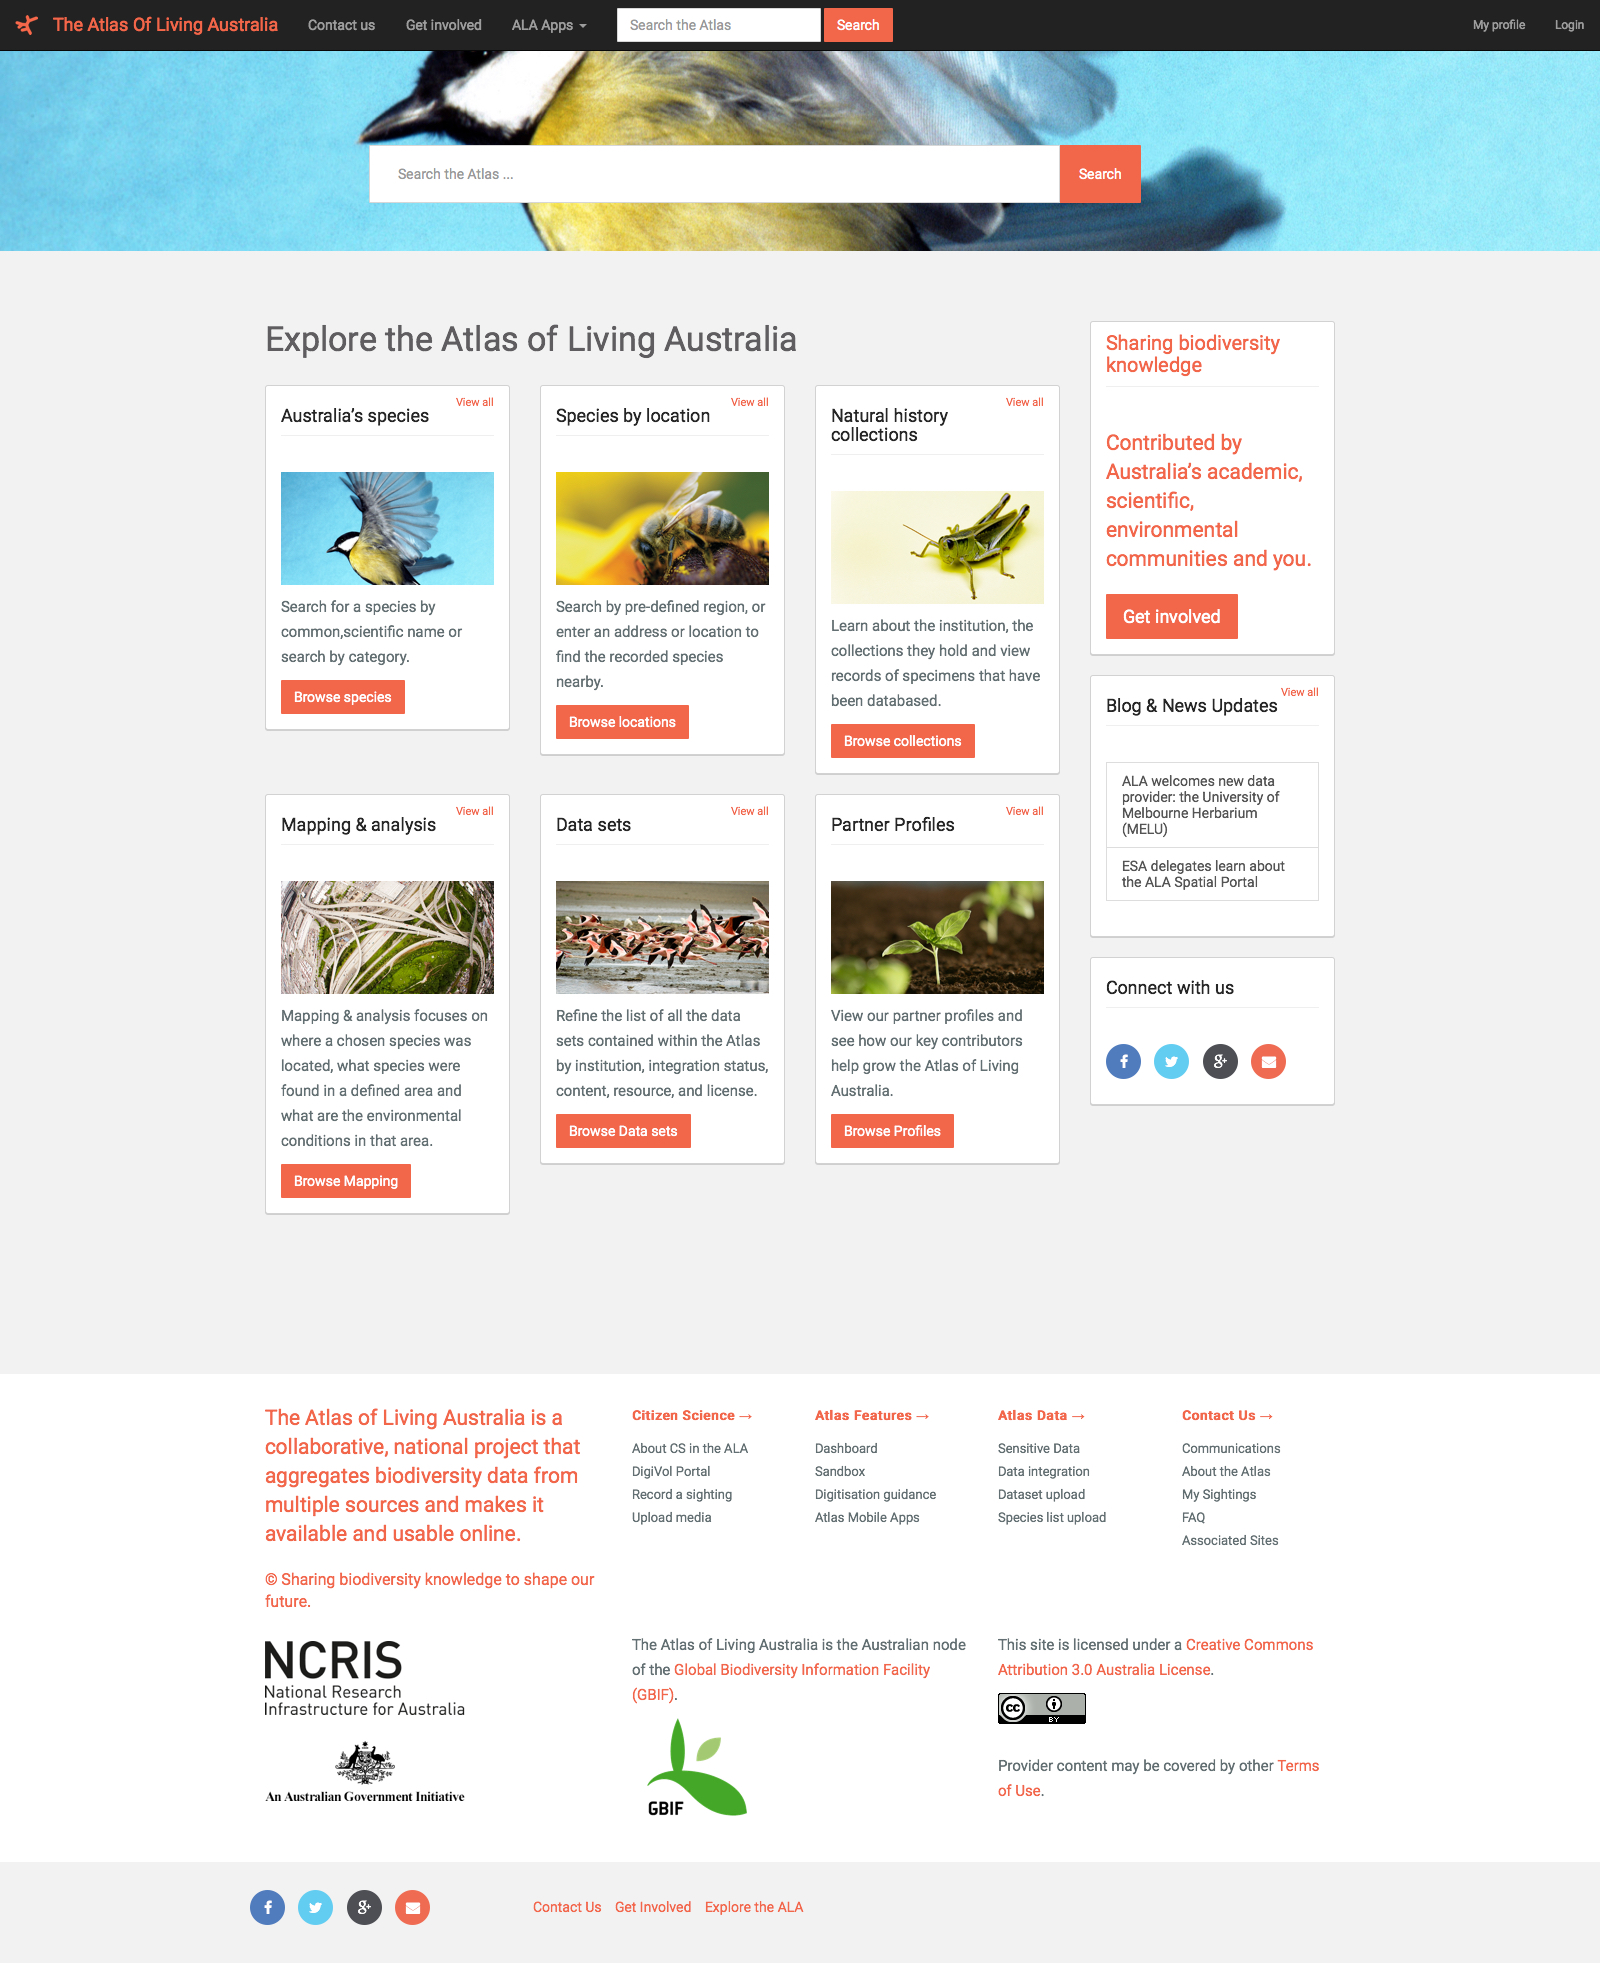 The Atlas Of Living Australia Contact us Get involved ALA Apps Search the Atlas Search My profile Login
Search the Atlas ... Search
Explore the Atlas of Living Australia
View all
Australia's species
Search for a species by
common,scientific name or
search by category.
Browse species
View all
Species by location
Search by pre-defined region, or
enter an address or location to
find the recorded species
nearby.
Browse locations
View all
Natural history
collections
Learn about the institution, the
collections they hold and view
records of specimens that have
been databased.
Browse collections
View all
Mapping & analysis
Mapping & analysis focuses on
where a chosen species was
located, what species were
found in a defined area and
what are the environmental
conditions in that area.
Browse Mapping
View all
Data sets
Refine the list of all the data
sets contained within the Atlas
by institution, integration status,
content, resource, and license.
Browse Data sets
View all
Partner Profiles
View our partner profiles and
see how our key contributors
help grow the Atlas of Living
Australia.
Browse Profiles
Sharing biodiversity
knowledge
Contributed by
Australia's academic,
scientific,
environmental
communities and you.
Get involved
View all
Blog & News Updates
ALA welcomes new data
provider: the University of
Melbourne Herbarium
(MELU)
ESA delegates learn about
the ALA Spatial Portal
Connect with us
f
g+
The Atlas of Living Australia is a
collaborative, national project that
aggregates biodiversity data from
multiple sources and makes it
available and usable online.
© Sharing biodiversity knowledge to shape our
future.
Citizen Science →
About CS in the ALA
DigiVol Portal
Record a sighting
Upload media
Atlas Features →
Dashboard
Sandbox
Digitisation guidance
Atlas Mobile Apps
Atlas Data →
Sensitive Data
Data integration
Dataset upload
Species list upload
Contact Us →
Communications
About the Atlas
My Sightings
FAQ
Associated Sites
NCRIS
National Research
Infrastructure for Australia
An Australian Government Initiative
The Atlas of Living Australia is the Australian node
of the Global Biodiversity Information Facility
(GBIF).
GBIF
This site is licensed under a Creative Commons
Attribution 3.0 Australia License.
cc
BY
Provider content may be covered by other Terms
of Use.
f
g+
Contact Us Get Involved Explore the ALA